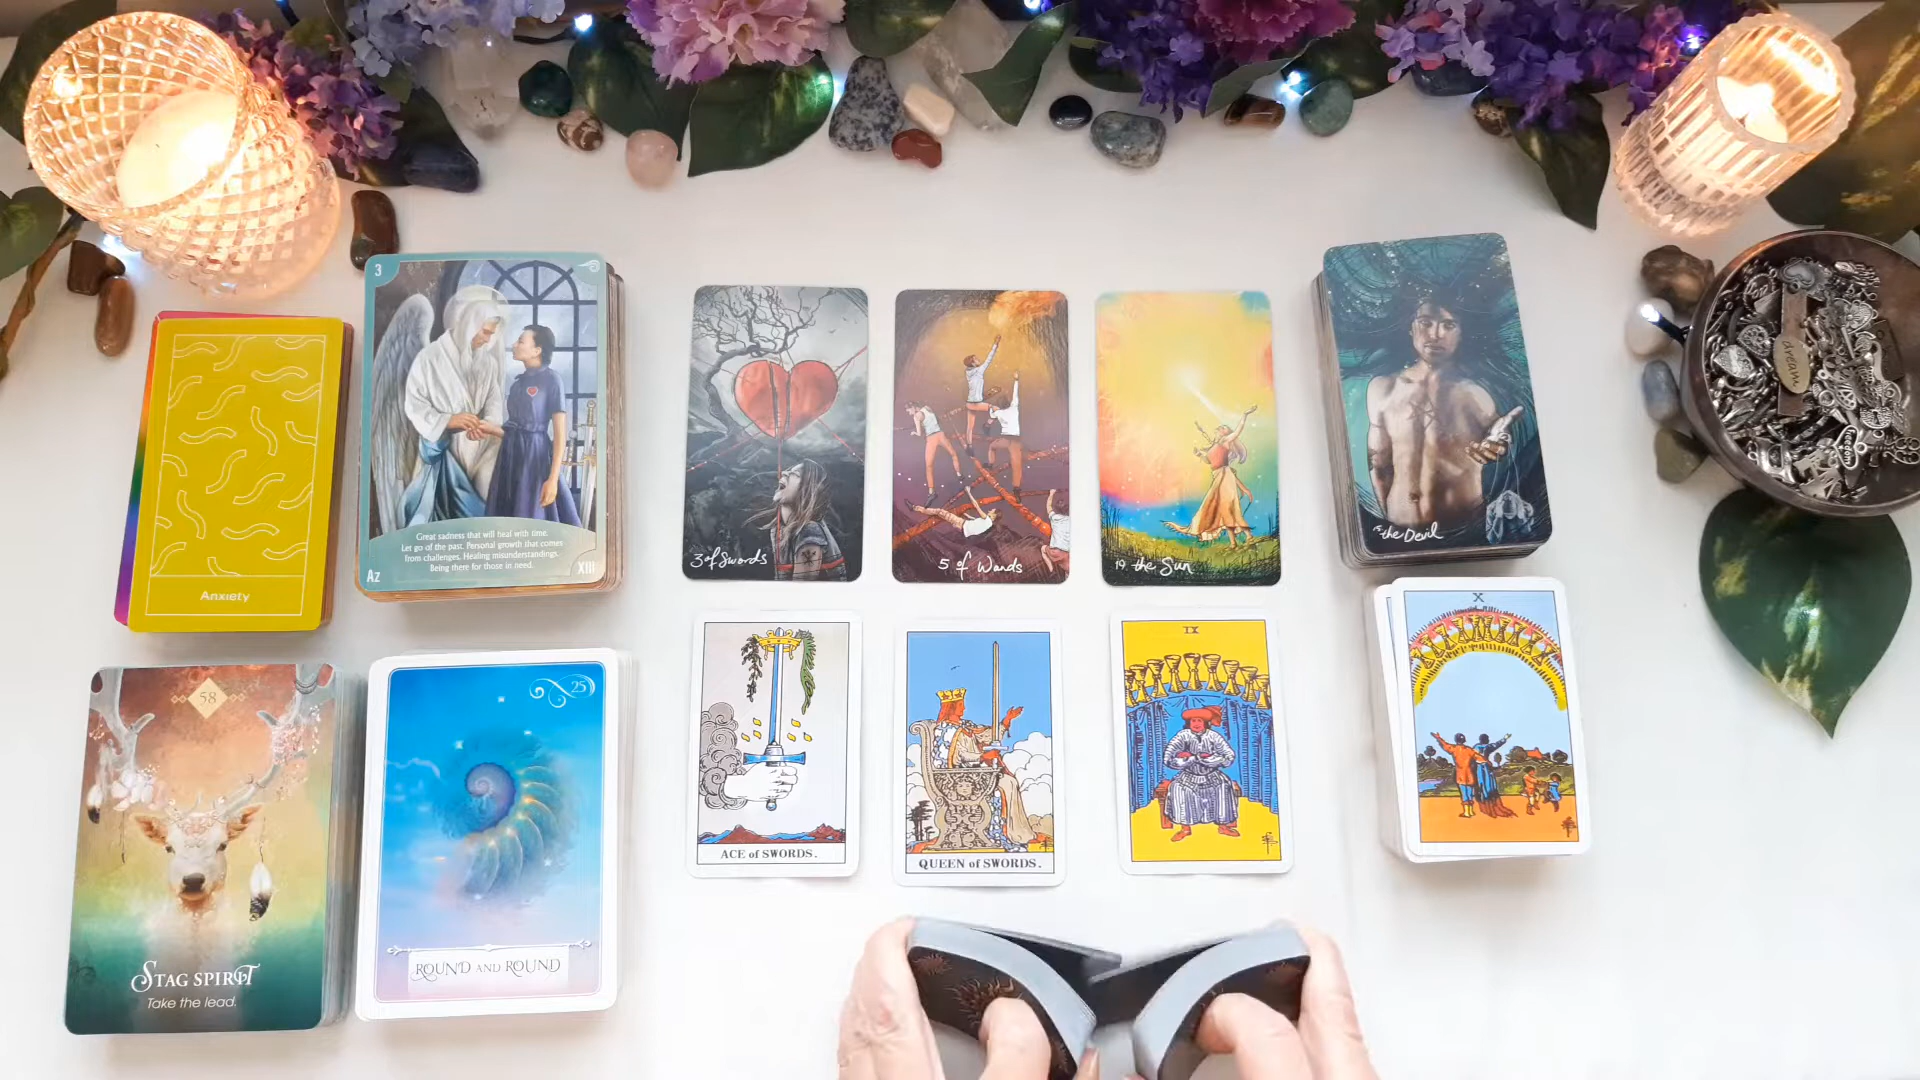 3
Great sadness that will heal with time.
Let go of the past. Personal growth that comes
from challenges. Healing misunderstandings.
Being there for those in need.
Az
XIII
Anxiety
3 of Swords
5 of Wands
19 the Sun
15 the Devil
dream
freedom
58
STAG SPIRIT
Take the lead.
25
ROUND AND ROUND
ACE of SWORDS.
QUEEN of SWORDS.
IX
X